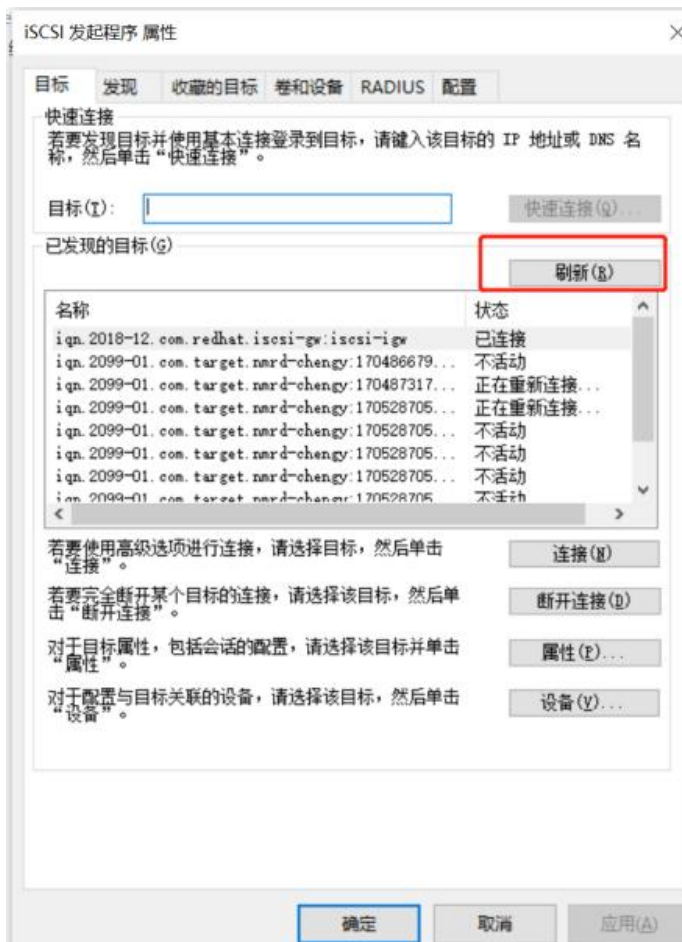 iSCSI 发起程序 属性
目标 发现 收藏的目标 卷和设备 RADIUS 配置
快速连接
若要发现目标并使用基本连接登录到目标，请键入该目标的 IP 地址或 DNS 名
称，然后单击“快速连接”。
目标(T): 快速连接(Q)...
已发现的目标(G)
刷新(R)
名称 状态
iqn.2018-12.com.redhat.iscsi-gw:iscsi-igw 已连接
iqn.2099-01.com.target.nmrd-chengy:170486679... 不活动
iqn.2099-01.com.target.nmrd-chengy:170487317... 正在重新连接...
iqn.2099-01.com.target.nmrd-chengy:170528705... 正在重新连接...
iqn.2099-01.com.target.nmrd-chengy:170528705... 不活动
iqn.2099-01.com.target.nmrd-chengy:170528705... 不活动
iqn.2099-01.com.target.nmrd-chengy:170528705... 不活动
iqn.2099-01.com.target.nmrd-chengy:170528705... 不活动
若要使用高级选项进行连接，请选择目标，然后单击
“连接”。
连接(N)
若要完全断开某个目标的连接，请选择该目标，然后单
击“断开连接”。
断开连接(D)
对于目标属性，包括会话的配置，请选择该目标并单击
“属性”。
属性(P)...
对于配置与目标关联的设备，请选择该目标，然后单击
“设备”。
设备(V)...
确定 取消 应用(A)